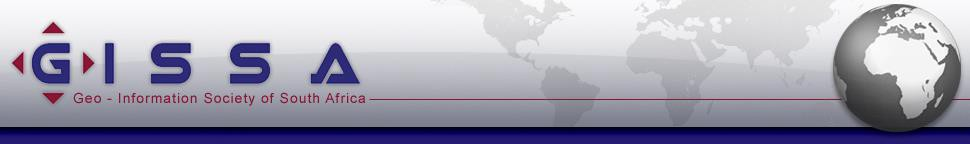 GISSA
Geo - Information Society of South Africa